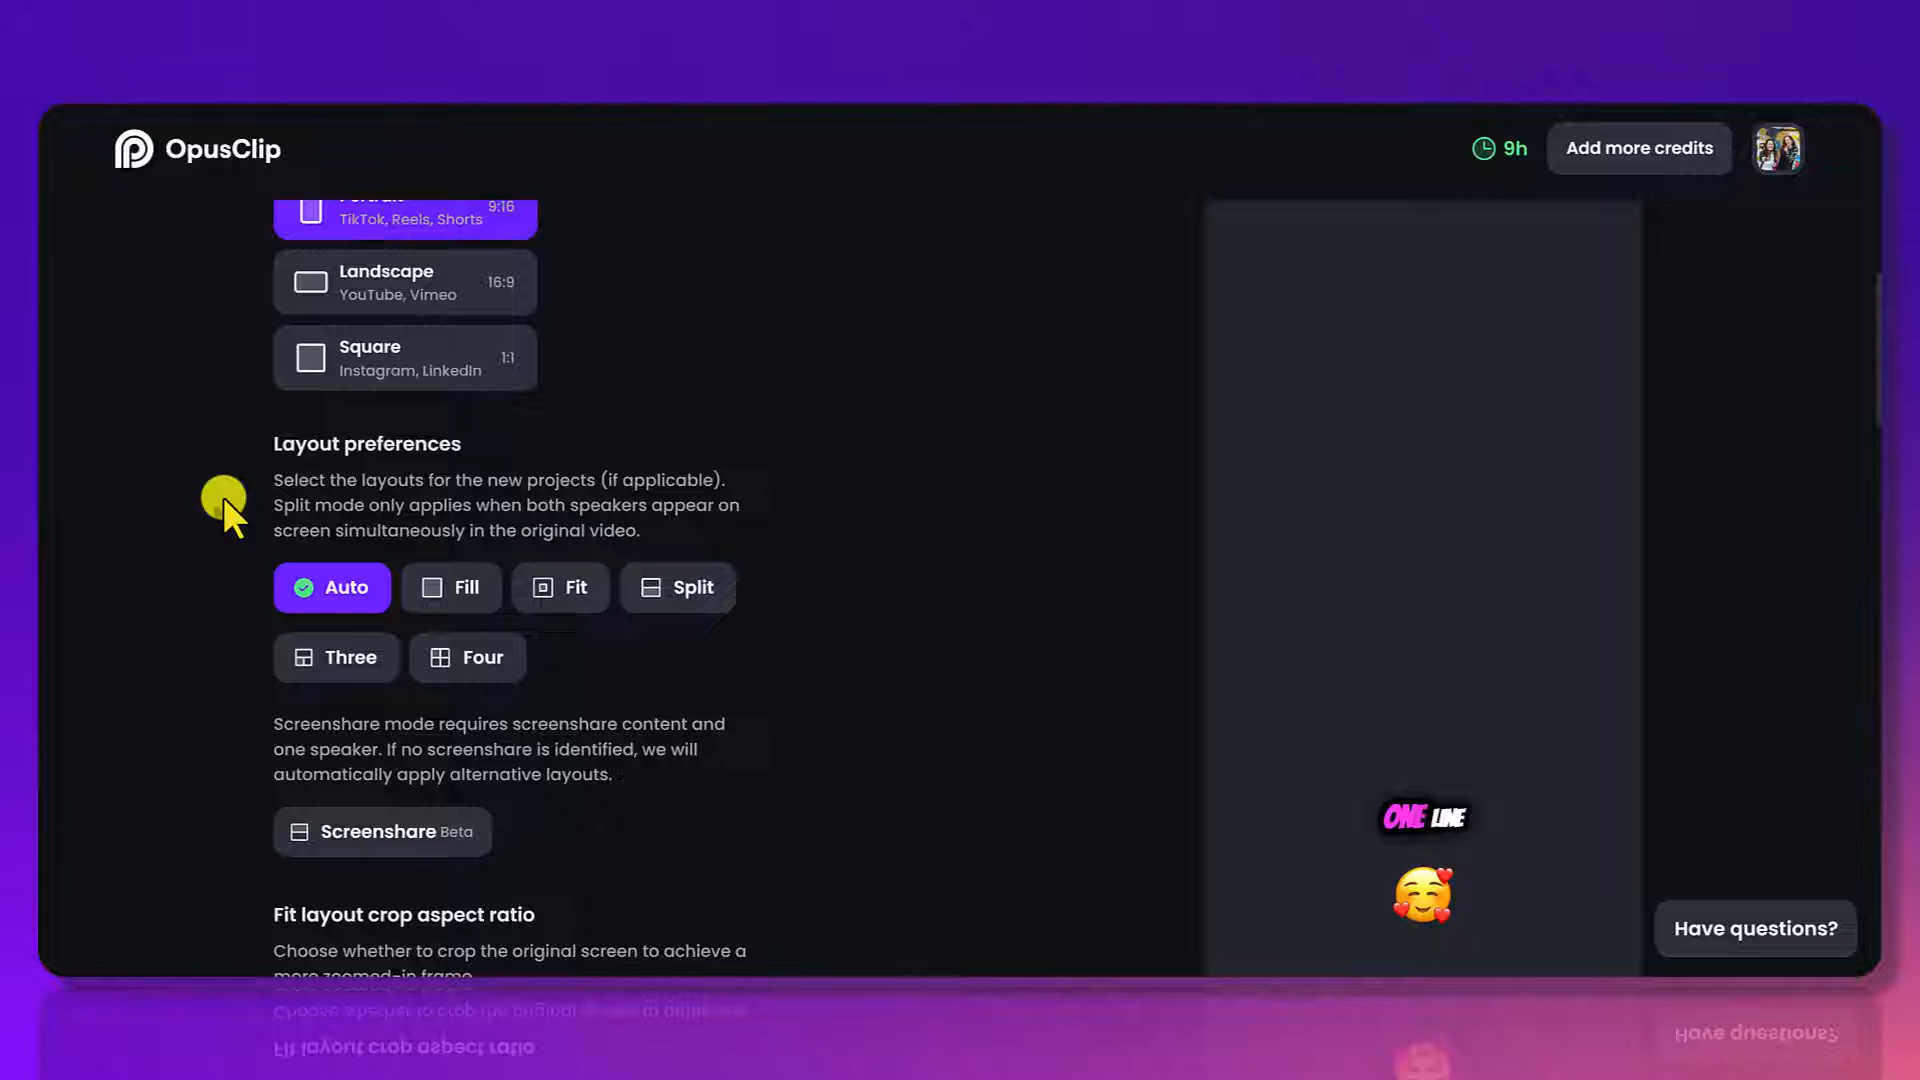 OpusClip
9h
Add more credits
9:16
TikTok, Reels, Shorts
Landscape
YouTube, Vimeo
16:9
Square
Instagram, LinkedIn
1:1
Layout preferences
Select the layouts for the new projects (if applicable).
Split mode only applies when both speakers appear on
screen simultaneously in the original video.
Auto
Fill
Fit
Split
Three
Four
Screenshare mode requires screenshare content and
one speaker. If no screenshare is identified, we will
automatically apply alternative layouts.
Screenshare Beta
ONE LINE
Fit layout crop aspect ratio
Have questions?
Choose whether to crop the original screen to achieve a
more zoomed-in frame